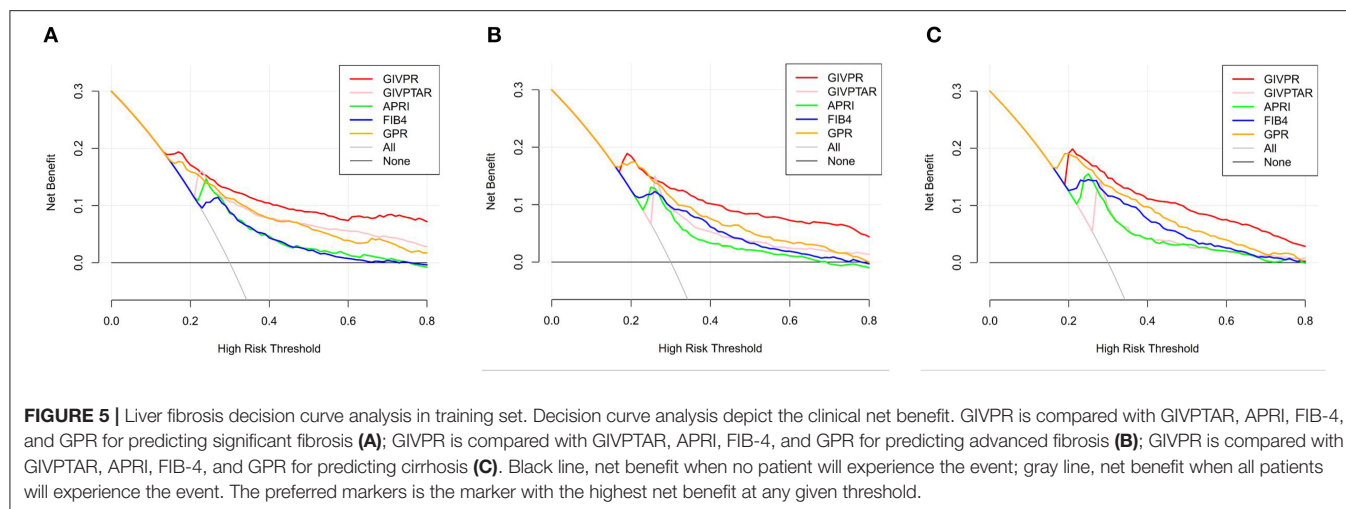 A
Net Benefit
0.3
0.2
0.1
0.0
GIVPR
GIVPTAR
APRI
FIB4
GPR
All
None
0.0 0.2 0.4 0.6 0.8
High Risk Threshold
B
Net Benefit
0.3
0.2
0.1
0.0
GIVPR
GIVPTAR
APRI
FIB4
GPR
All
None
0.0 0.2 0.4 0.6 0.8
High Risk Threshold
C
Net Benefit
0.3
0.2
0.1
0.0
GIVPR
GIVPTAR
APRI
FIB4
GPR
All
None
0.0 0.2 0.4 0.6 0.8
High Risk Threshold
FIGURE 5 | Liver fibrosis decision curve analysis in training set. Decision curve analysis depict the clinical net benefit. GIVPR is compared with GIVPTAR, APRI, FIB-4,
and GPR for predicting significant fibrosis (A); GIVPR is compared with GIVPTAR, APRI, FIB-4, and GPR for predicting advanced fibrosis (B); GIVPR is compared with
GIVPTAR, APRI, FIB-4, and GPR for predicting cirrhosis (C). Black line, net benefit when no patient will experience the event; gray line, net benefit when all patients
will experience the event. The preferred markers is the marker with the highest net benefit at any given threshold.